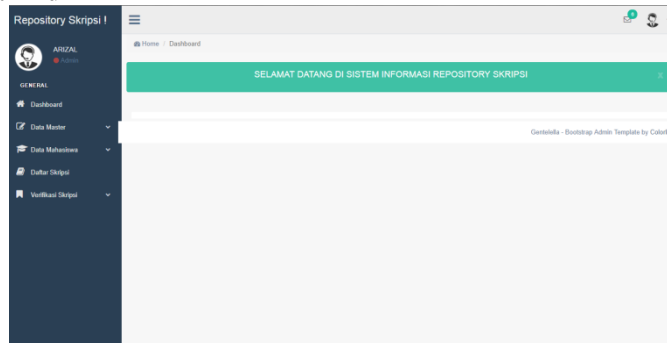 Repository Skripsi !
ARIZAL
Admin
GENERAL
Dashboard
Data Master
Data Mahasiswa
Daftar Skripsi
Verifikasi Skripsi
Home / Dashboard
SELAMAT DATANG DI SISTEM INFORMASI REPOSITORY SKRIPSI
x
Gentelella - Bootstrap Admin Template by Colorl